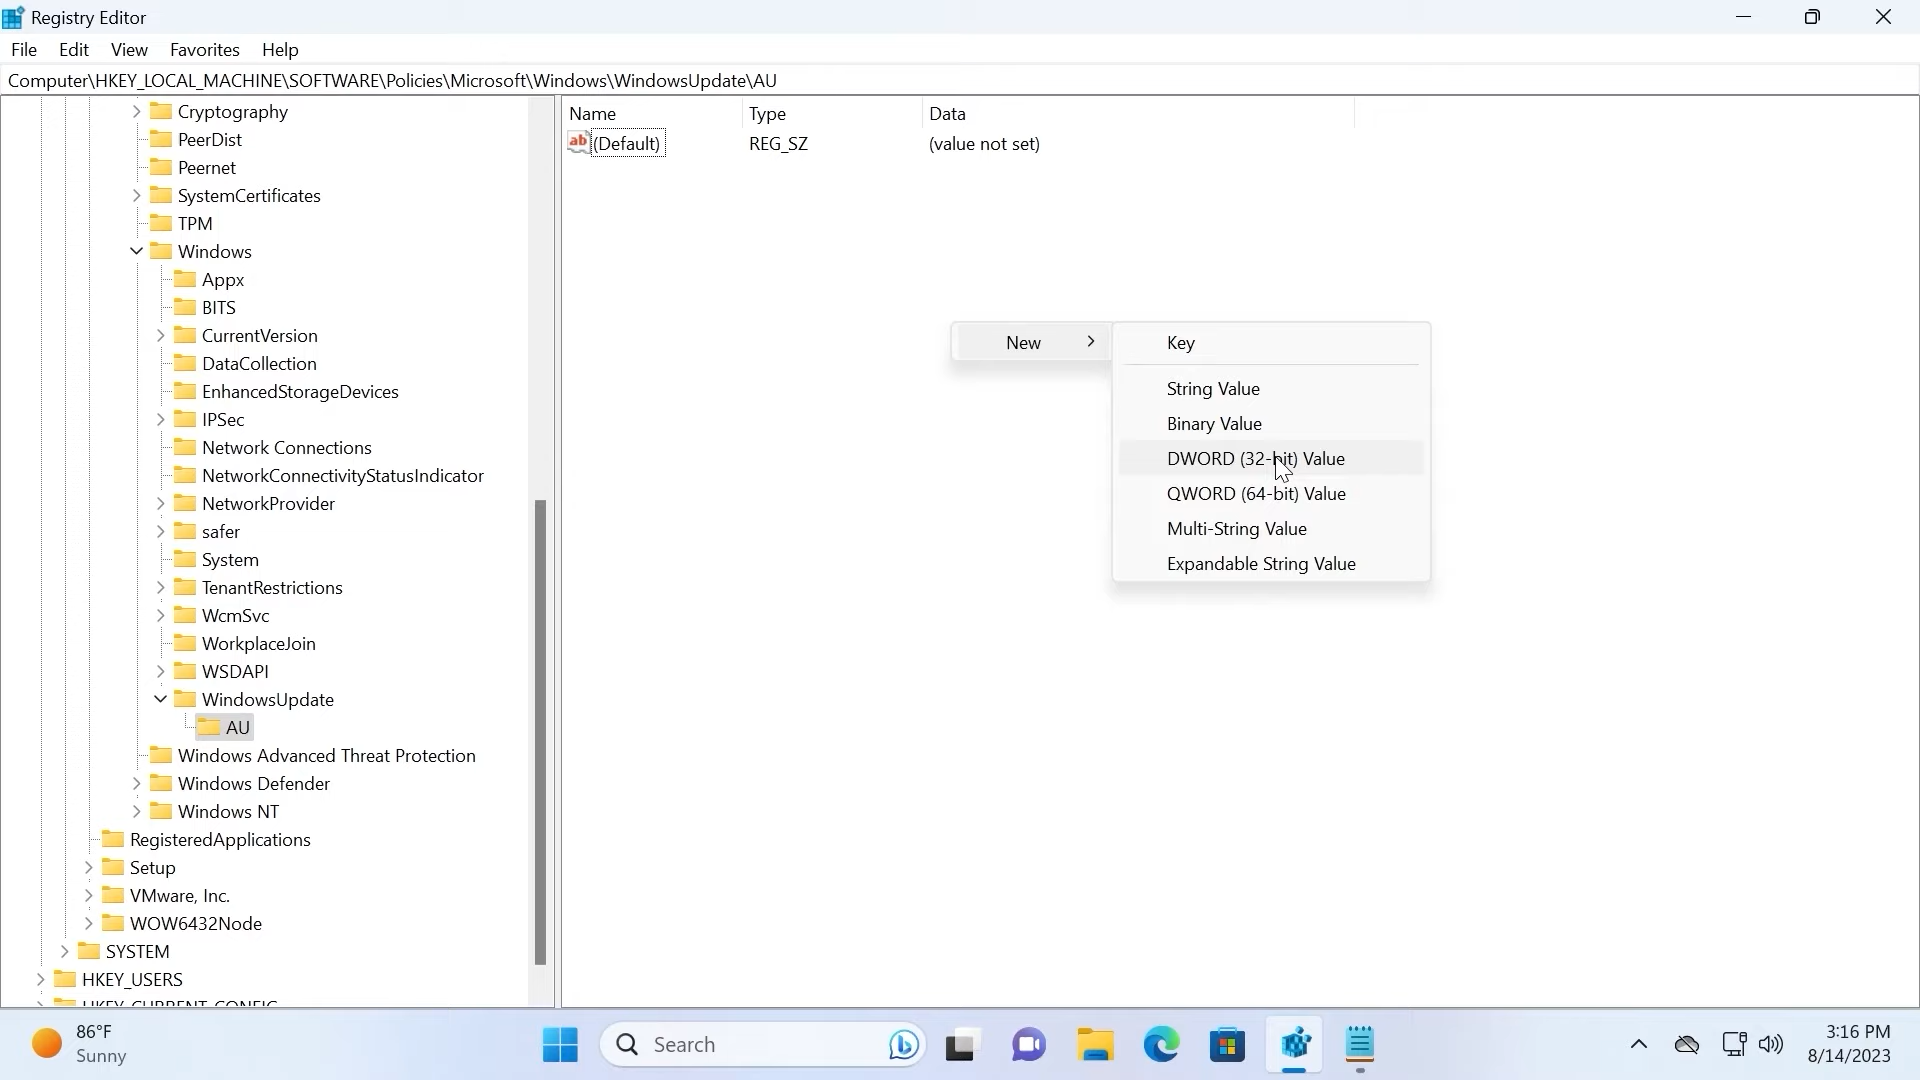 Registry Editor
File Edit View Favorites Help
Computer\HKEY_LOCAL_MACHINE\SOFTWARE\Policies\Microsoft\Windows\WindowsUpdate\AU
Cryptography
PeerDist
Peernet
SystemCertificates
TPM
Windows
Appx
BITS
CurrentVersion
DataCollection
EnhancedStorageDevices
IPSec
Network Connections
NetworkConnectivityStatusIndicator
NetworkProvider
safer
System
TenantRestrictions
WcmSvc
WorkplaceJoin
WSDAPI
WindowsUpdate
AU
Windows Advanced Threat Protection
Windows Defender
Windows NT
RegisteredApplications
Setup
VMware, Inc.
WOW6432Node
SYSTEM
HKEY_USERS
HKEY_CURRENT_CONFIG
Name Type Data
ab (Default) REG_SZ (value not set)
New
Key
String Value
Binary Value
DWORD (32-bit) Value
QWORD (64-bit) Value
Multi-String Value
Expandable String Value
86°F
Sunny
Search
3:16 PM
8/14/2023